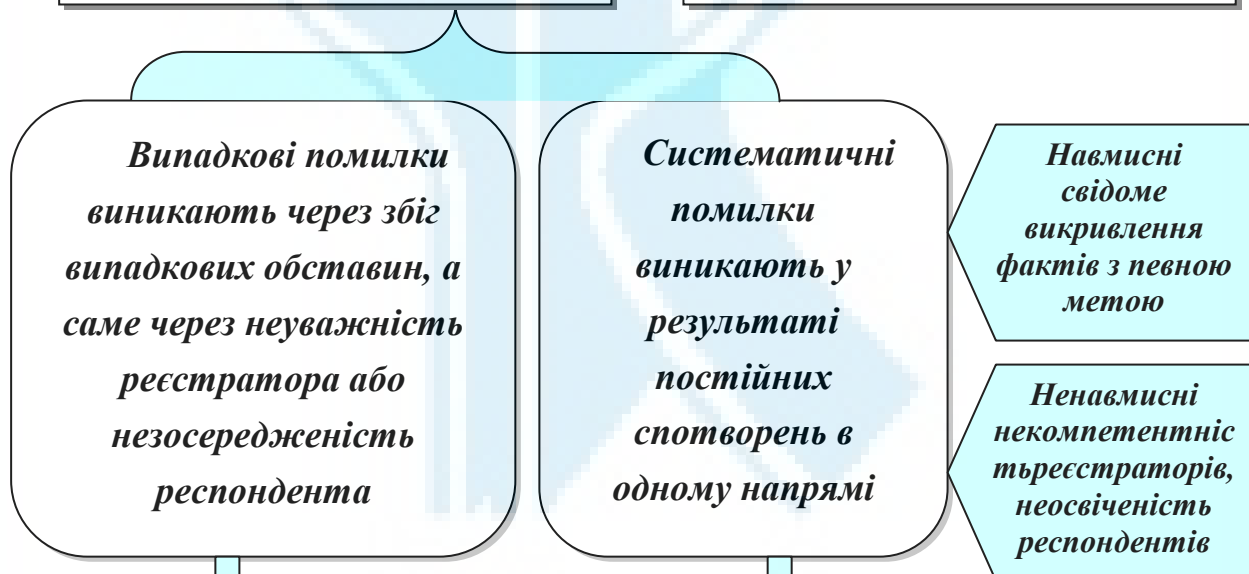 Випадкові помилки
виникають через збіг
випадкових обставин, а
саме через неуважність
реєстратора або
незосередженість
респондента
Систематичні
помилки
виникають у
результаті
постійних
спотворень в
одному напрямі
Навмисні
свідоме
викривлення
фактів з певною
метою
Ненавмисні
некомпетентніс
тьреєстраторів,
неосвіченість
респондентів